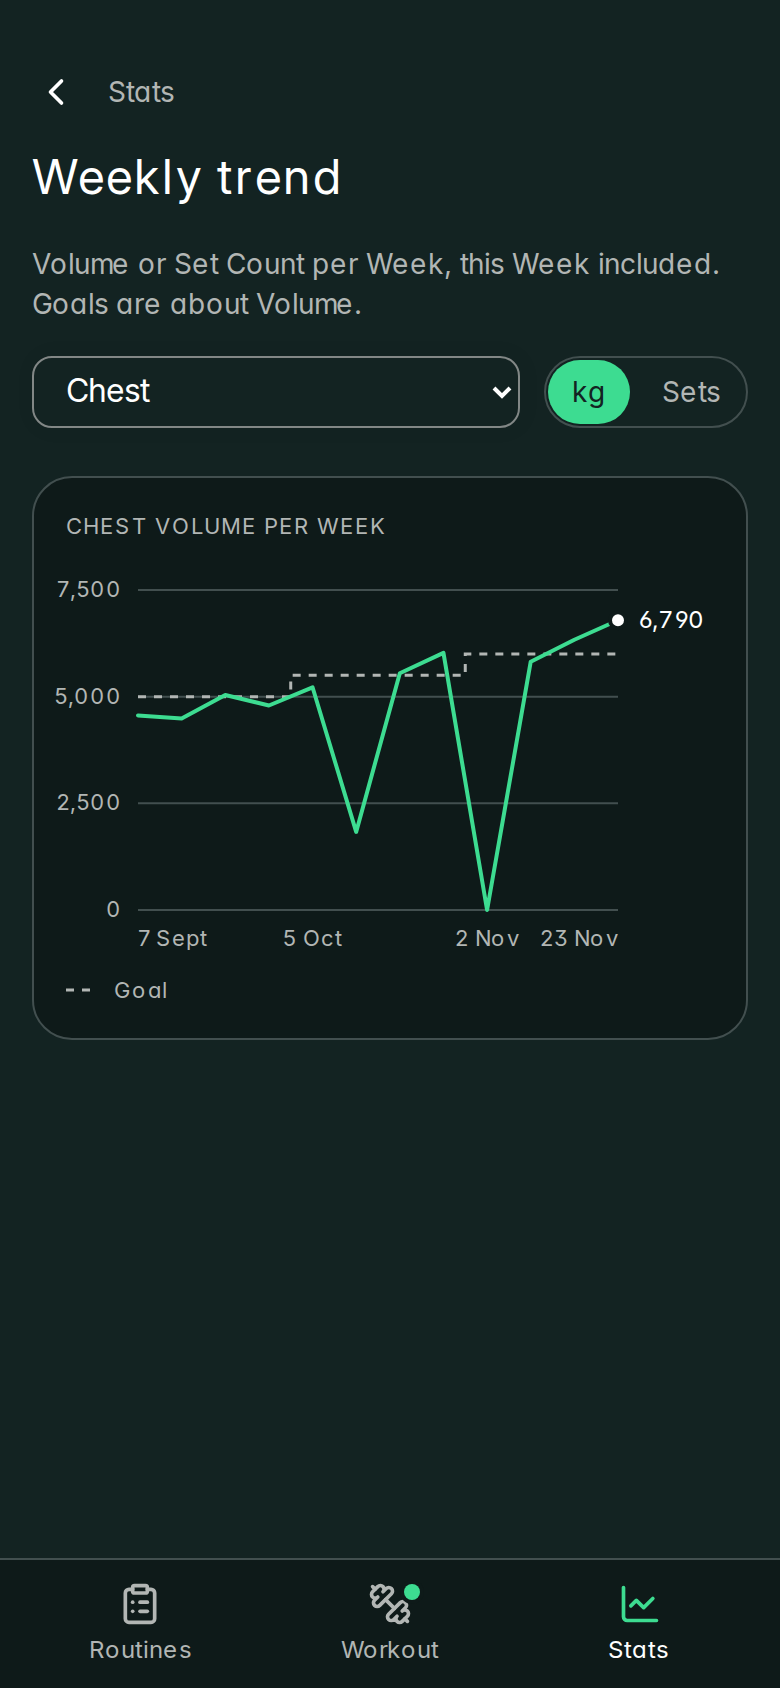 Stats
Weekly trend
Volume or Set Count per Week, this Week included.
Goals are about Volume.
Chest
kg
Sets
CHEST VOLUME PER WEEK
7,500
6,790
5,000
2,500
0
7 Sept
5 Oct
2 Nov
23 Nov
Goal
Routines
Workout
Stats